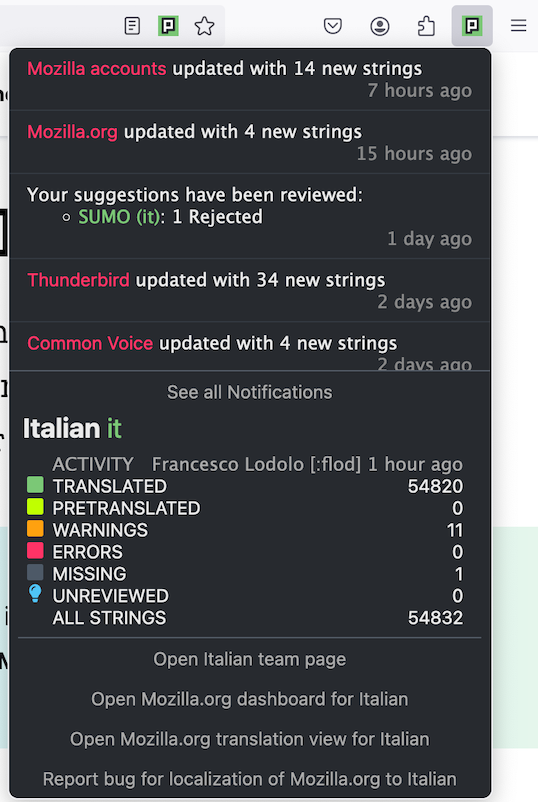 Mozilla accounts updated with 14 new strings
7 hours ago
Mozilla.org updated with 4 new strings
15 hours ago
Your suggestions have been reviewed:
SUMO (it): 1 Rejected
1 day ago
Thunderbird updated with 34 new strings
2 days ago
Common Voice updated with 4 new strings
2 days ago
See all Notifications
Italian it
ACTIVITY Francesco Lodolo [:flod] 1 hour ago
TRANSLATED 54820
PRETRANSLATED 0
WARNINGS 11
ERRORS 0
MISSING 1
UNREVIEWED 0
ALL STRINGS 54832
Open Italian team page
Open Mozilla.org dashboard for Italian
Open Mozilla.org translation view for Italian
Report bug for localization of Mozilla.org to Italian